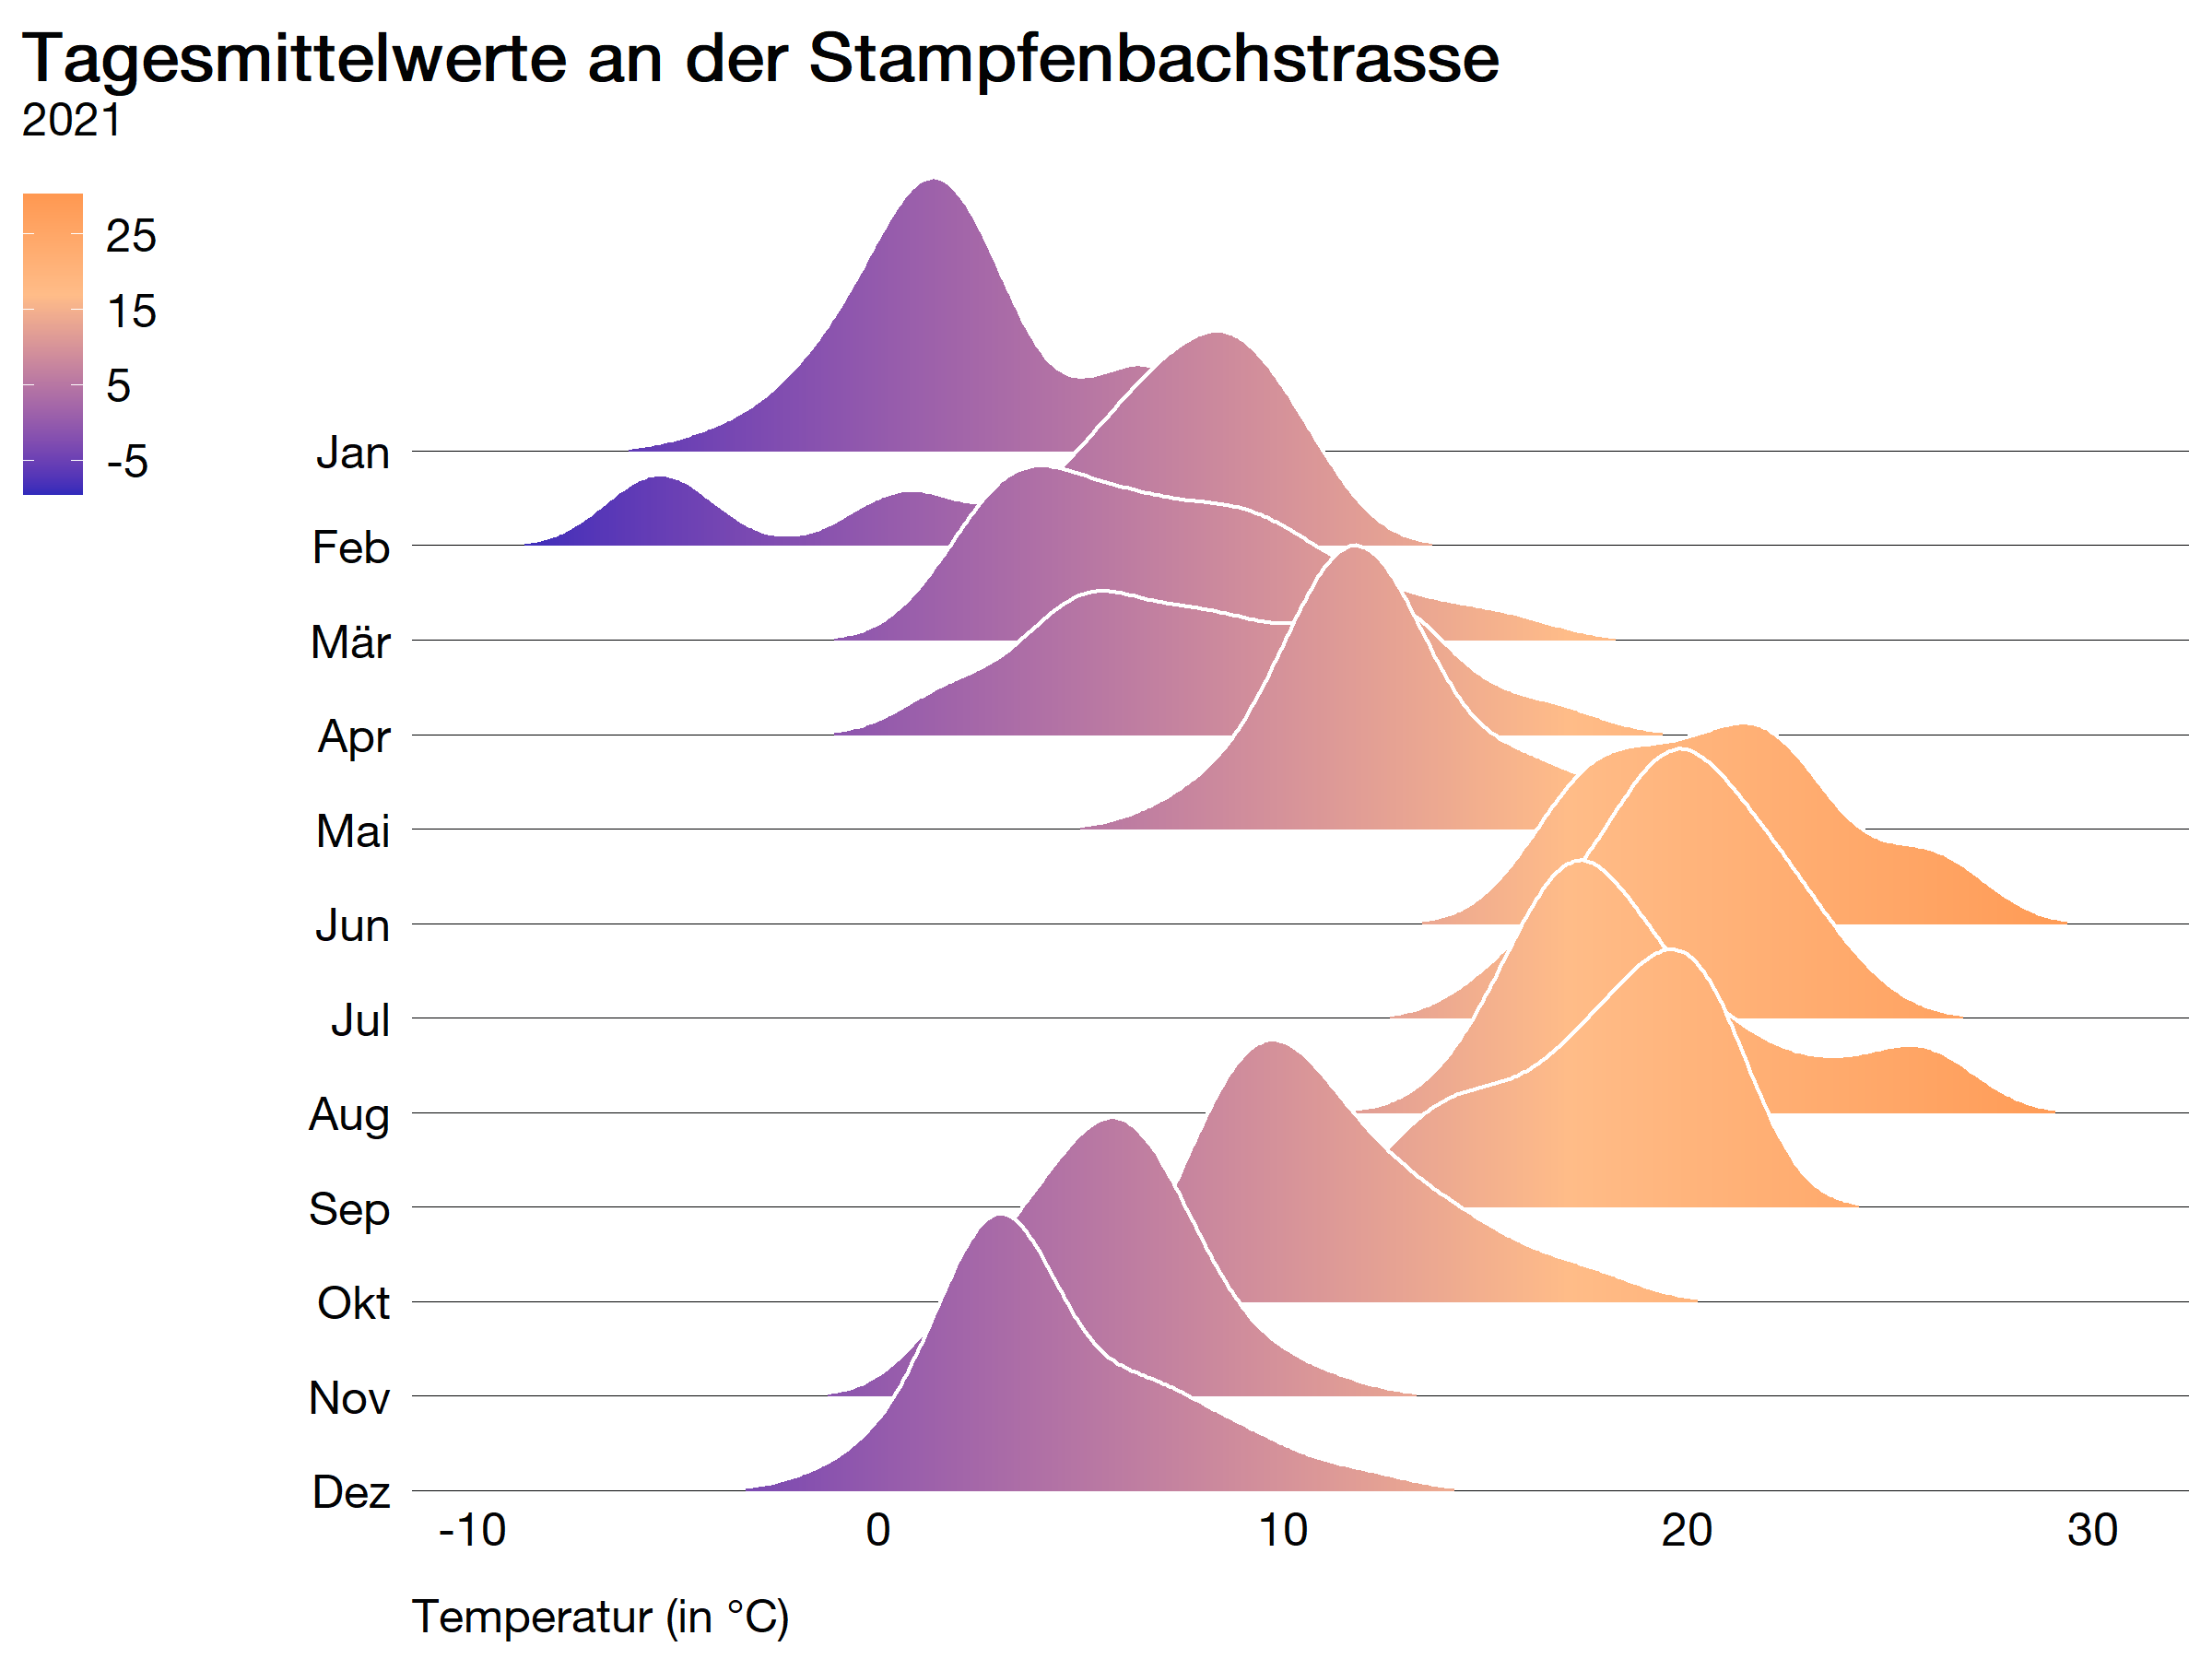 Tagesmittelwerte an der Stampfenbachstrasse
2021
25
15
5
-5
Jan
Feb
Mär
Apr
Mai
Jun
Jul
Aug
Sep
Okt
Nov
Dez
-10 0 10 20 30
Temperatur (in °C)